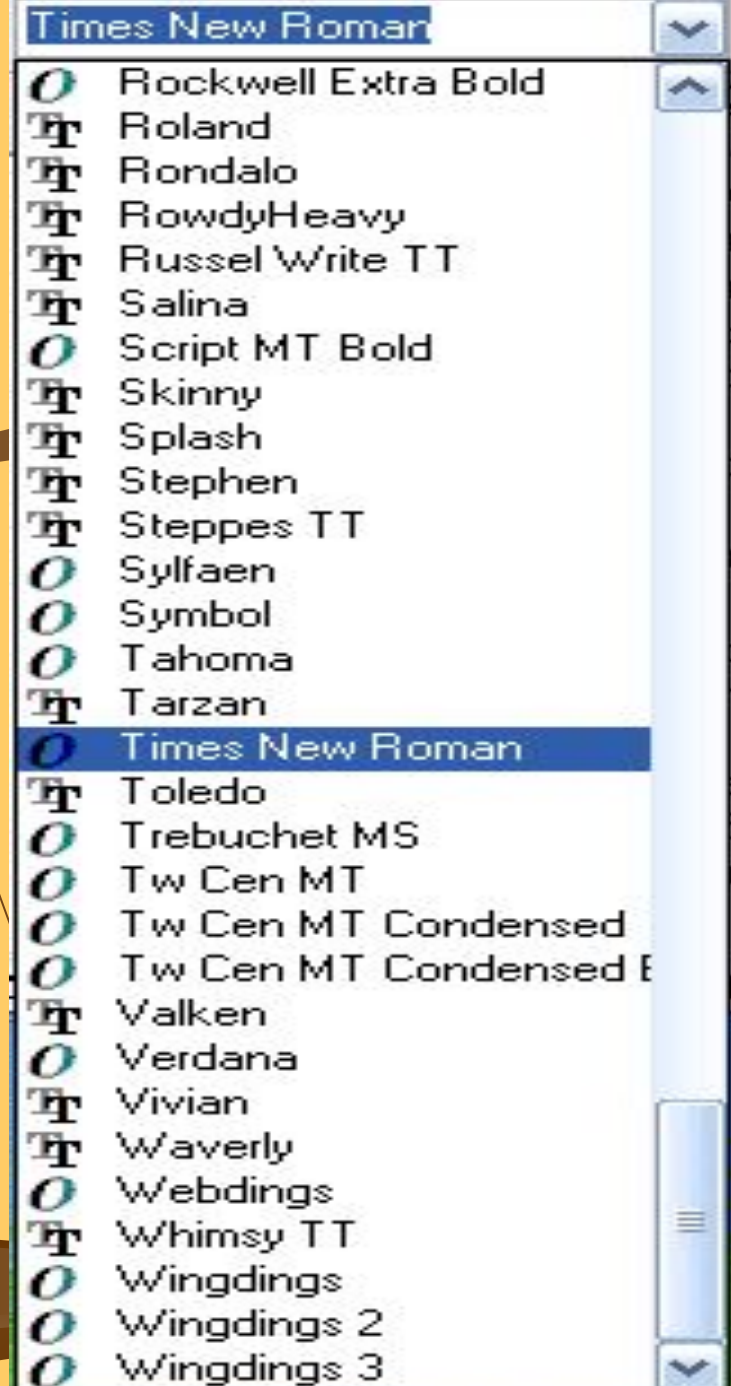 Times New Roman
Rockwell Extra Bold
Roland
Rondalo
RowdyHeavy
Russel Write TT
Salina
Script MT Bold
Skinny
Splash
Stephen
Steppes TT
Sylfaen
Symbol
Tahoma
Tarzan
Times New Roman
Toledo
Trebuchet MS
Tw Cen MT
Tw Cen MT Condensed
Tw Cen MT Condensed E
Valken
Verdana
Vivian
Waverly
Webdings
Whimsy TT
Wingdings
Wingdings 2
Wingdings 3